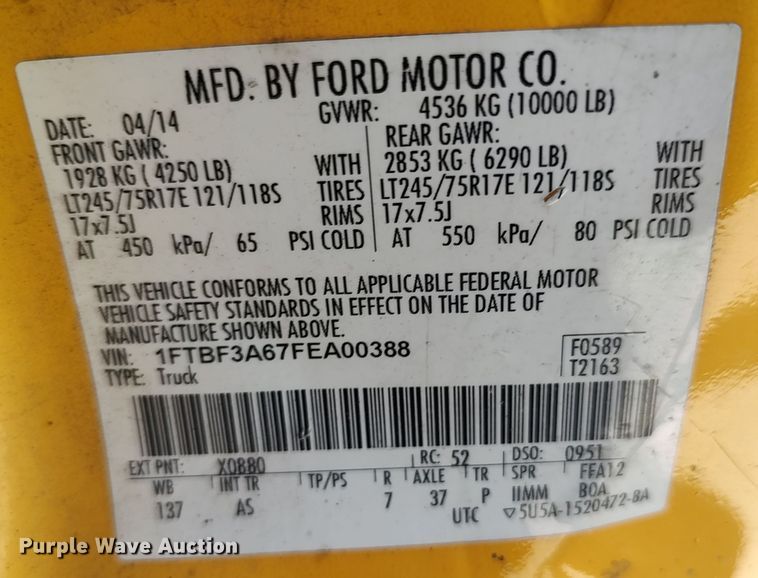 MFD. BY FORD MOTOR CO.
DATE: 04/14 GVWR: 4536 KG (10000 LB)
FRONT GAWR: REAR GAWR:
1928 KG ( 4250 LB) WITH 2853 KG ( 6290 LB) WITH
LT245/75R17E 121/118S TIRES LT245/75R17E 121/118S TIRES
17x7.5J RIMS 17x7.5J RIMS
AT 450 kPa/ 65 PSI COLD AT 550 kPa/ 80 PSI COLD
THIS VEHICLE CONFORMS TO ALL APPLICABLE FEDERAL MOTOR
VEHICLE SAFETY STANDARDS IN EFFECT ON THE DATE OF
MANUFACTURE SHOWN ABOVE.
VIN: 1FTBF3A67FEA00388 F0589
TYPE: Truck T2163
EXT PNT: X0880 RC: 52 DSO: 0951
WB INT TR TP/PS R AXLE TR SPR FFA12
137 AS 7 37 P IIMM BOA
UTC ▽5U5A-1520472-BA
Purple Wave Auction